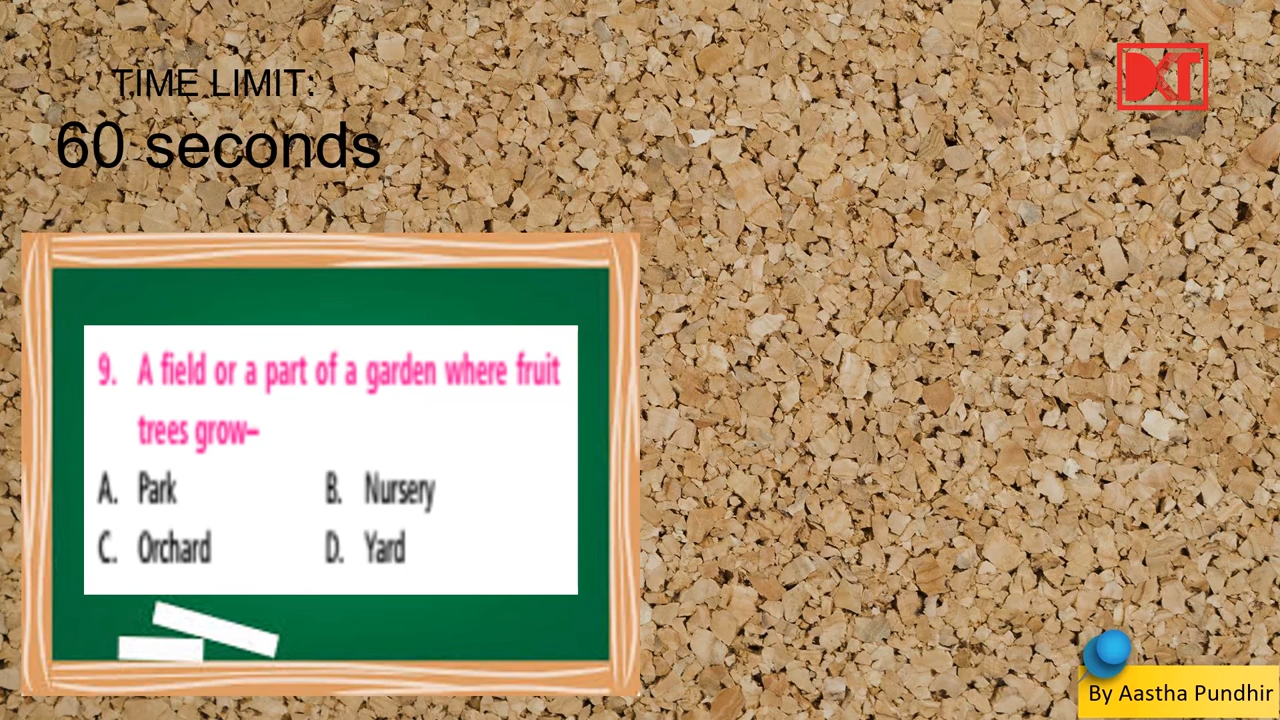 TIME LIMIT:
60 seconds
DKT
9. A field or a part of a garden where fruit
trees grow–
A. Park B. Nursery
C. Orchard D. Yard
By Aastha Pundhir